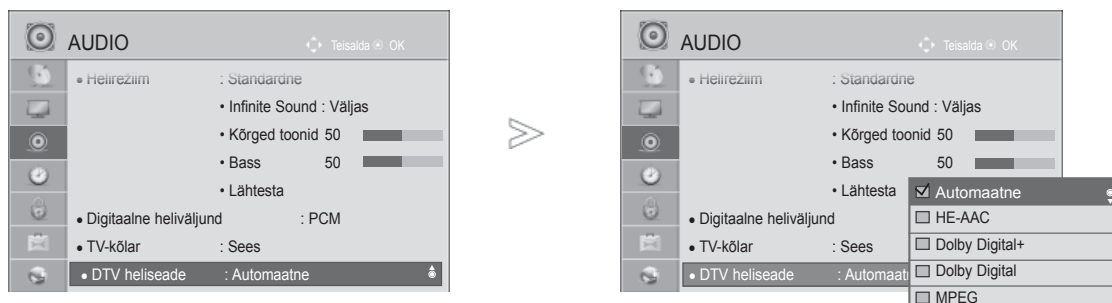 AUDIO
Teisalda OK
• Helirežiim : Standardne
• Infinite Sound : Väljas
• Kõrged toonid 50
• Bass 50
• Lähtesta
• Digitaalne heliväljund : PCM
• TV-kõlar : Sees
• DTV heliseade : Automaatne
AUDIO
Teisalda OK
• Helirežiim : Standardne
• Infinite Sound : Väljas
• Kõrged toonid 50
• Bass 50
• Lähtesta
• Digitaalne heliväljund
• TV-kõlar : Sees
• DTV heliseade : Automaat
Automaatne
HE-AAC
Dolby Digital+
Dolby Digital
MPEG